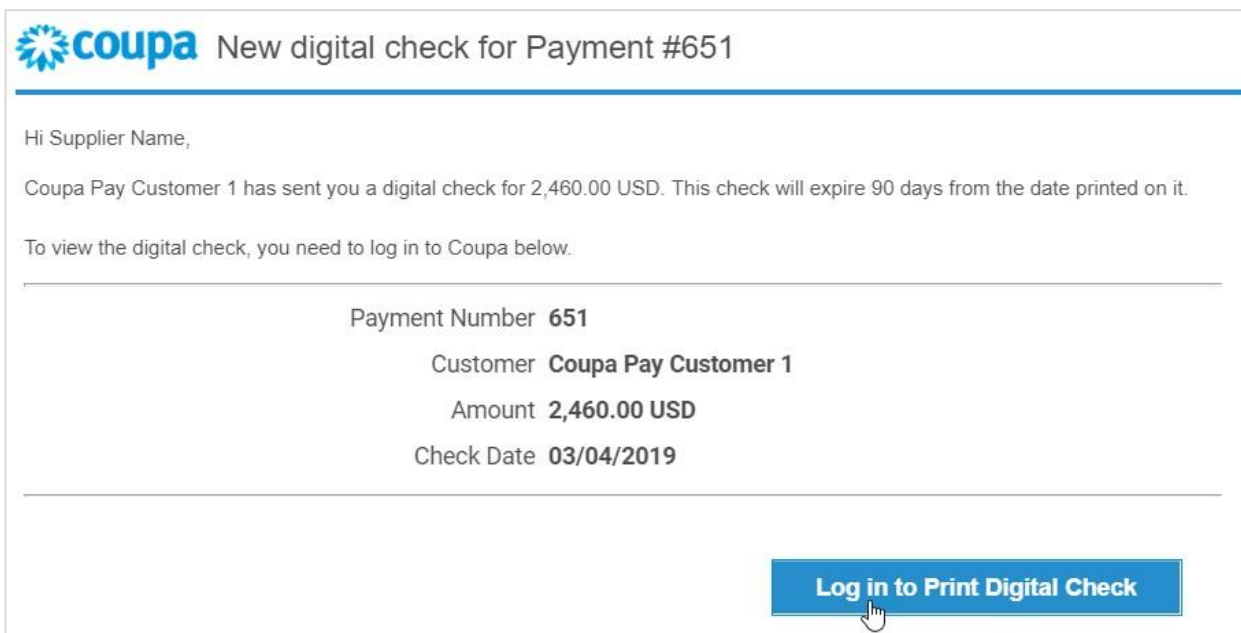 coupa New digital check for Payment #651
Hi Supplier Name,
Coupa Pay Customer 1 has sent you a digital check for 2,460.00 USD. This check will expire 90 days from the date printed on it.
To view the digital check, you need to log in to Coupa below.
Payment Number 651
Customer Coupa Pay Customer 1
Amount 2,460.00 USD
Check Date 03/04/2019
Log in to Print Digital Check